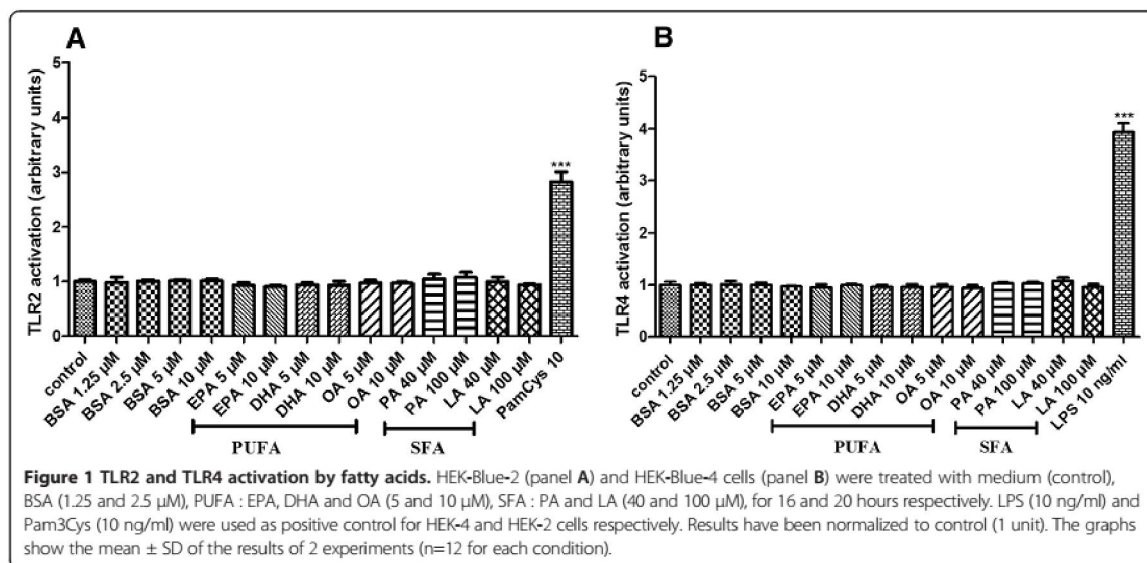 A
TLR2 activation (arbitrary units)
5
4
3
2
1
0
***
control
BSA 1.25 µM
BSA 2.5 µM
BSA 5 µM
BSA 10 µM
EPA 5 µM
EPA 10 µM
DHA 5 µM
DHA 10 µM
OA 5 µM
OA 10 µM
PA 40 µM
PA 100 µM
LA 40 µM
LA 100 µM
PamCys 10
PUFA
SFA
B
TLR4 activation (arbitrary units)
5
4
3
2
1
0
***
control
BSA 1.25 µM
BSA 2.5 µM
BSA 5 µM
BSA 10 µM
EPA 5 µM
EPA 10 µM
DHA 5 µM
DHA 10 µM
OA 5 µM
OA 10 µM
PA 40 µM
PA 100 µM
LA 40 µM
LA 100 µM
LPS 10 ng/ml
PUFA
SFA
Figure 1 TLR2 and TLR4 activation by fatty acids. HEK-Blue-2 (panel A) and HEK-Blue-4 cells (panel B) were treated with medium (control),
BSA (1.25 and 2.5 µM), PUFA : EPA, DHA and OA (5 and 10 µM), SFA : PA and LA (40 and 100 µM), for 16 and 20 hours respectively. LPS (10 ng/ml) and
Pam3Cys (10 ng/ml) were used as positive control for HEK-4 and HEK-2 cells respectively. Results have been normalized to control (1 unit). The graphs
show the mean ± SD of the results of 2 experiments (n=12 for each condition).